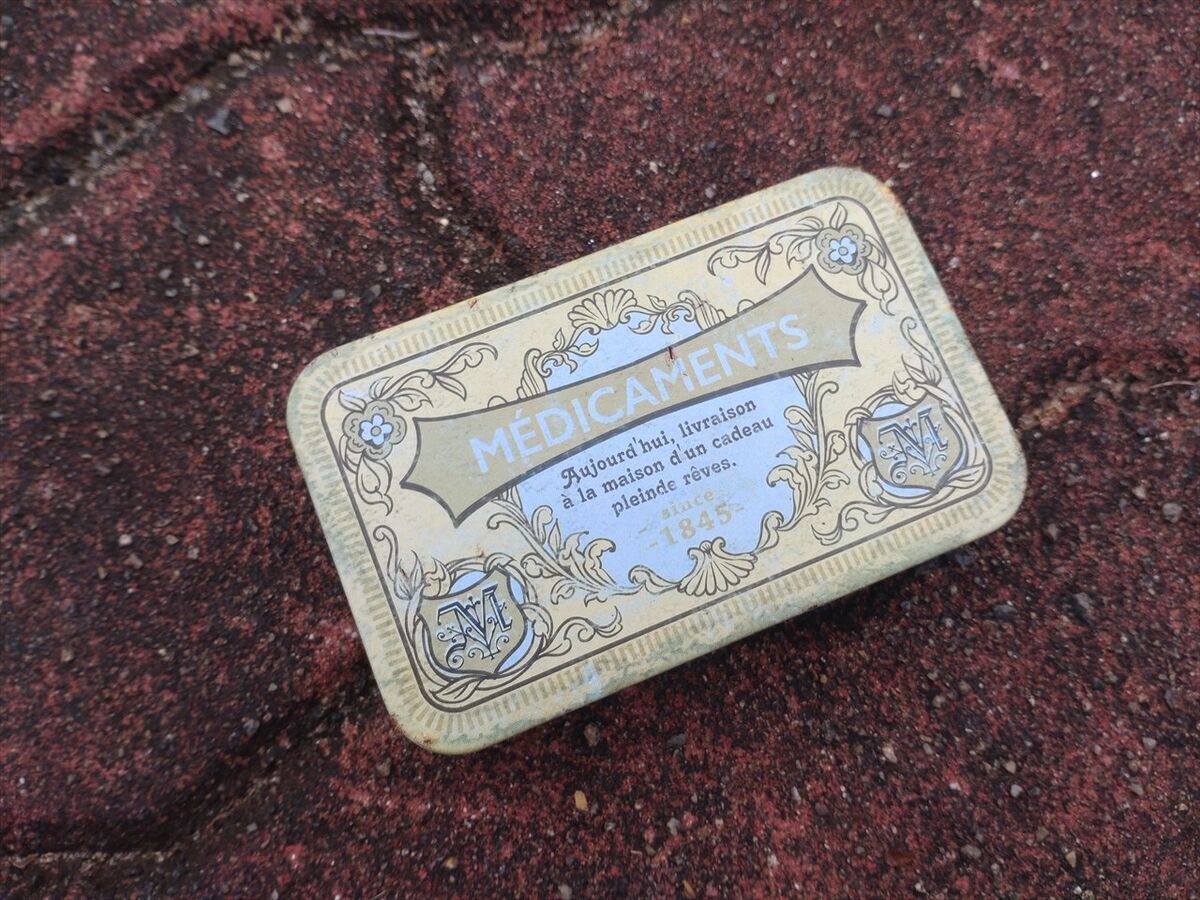 MÉDICAMENTS
Aujourd'hui, livraison
à la maison d'un cadeau
pleinde rêves.
since
-1845-
M
M